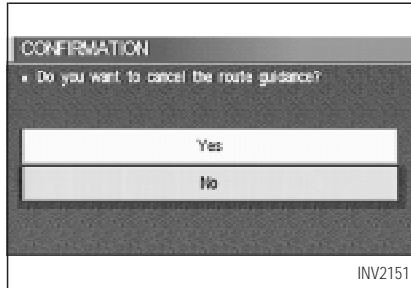 CONFIRMATION
Do you want to cancel the route guidance?
Yes
No
INV2151